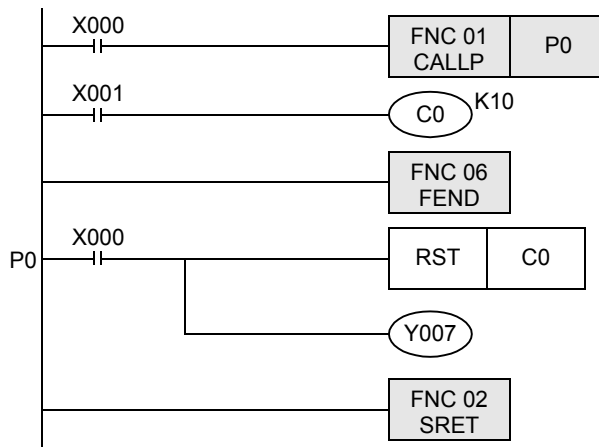 X000
FNC 01
CALLP
P0
X001
C0
K10
FNC 06
FEND
P0
X000
RST
C0
Y007
FNC 02
SRET